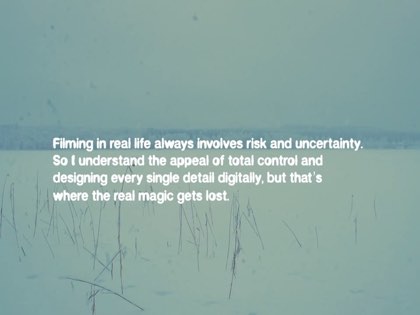 Filming in real life always involves risk and uncertainty.
So I understand the appeal of total control and
designing every single detail digitally, but that's
where the real magic gets lost.